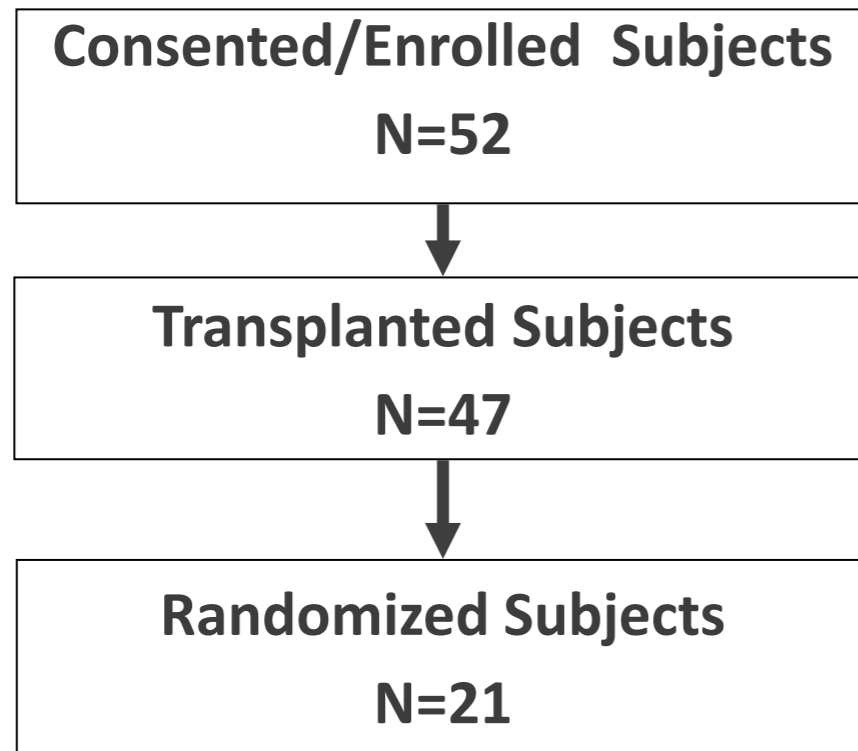 Consented/Enrolled Subjects
N=52
Transplanted Subjects
N=47
Randomized Subjects
N=21